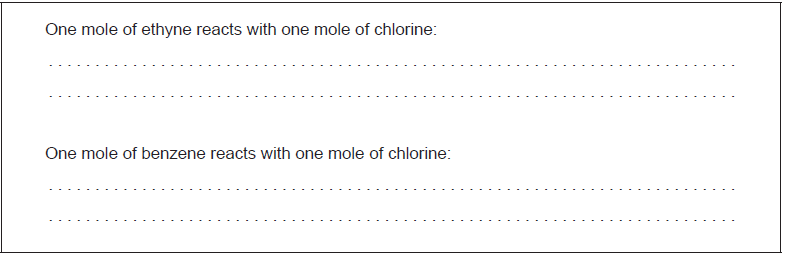 One mole of ethyne reacts with one mole of chlorine:
One mole of benzene reacts with one mole of chlorine: